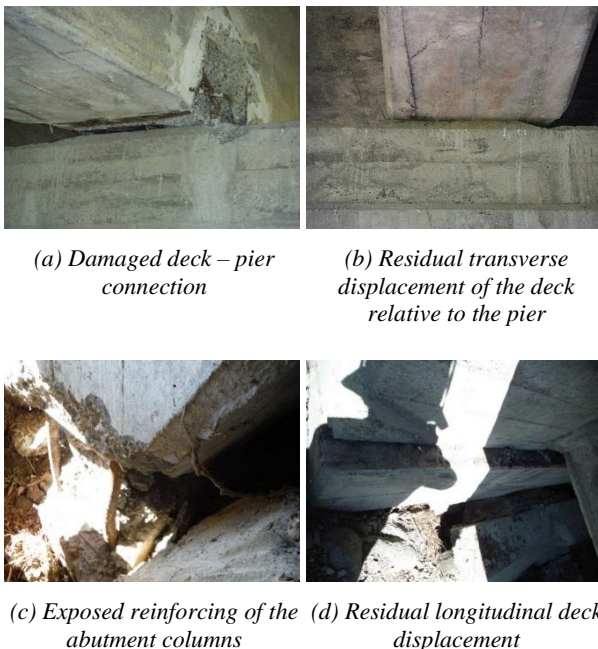 (a) Damaged deck – pier
connection
(b) Residual transverse
displacement of the deck
relative to the pier
(c) Exposed reinforcing of the
abutment columns
(d) Residual longitudinal deck
displacement